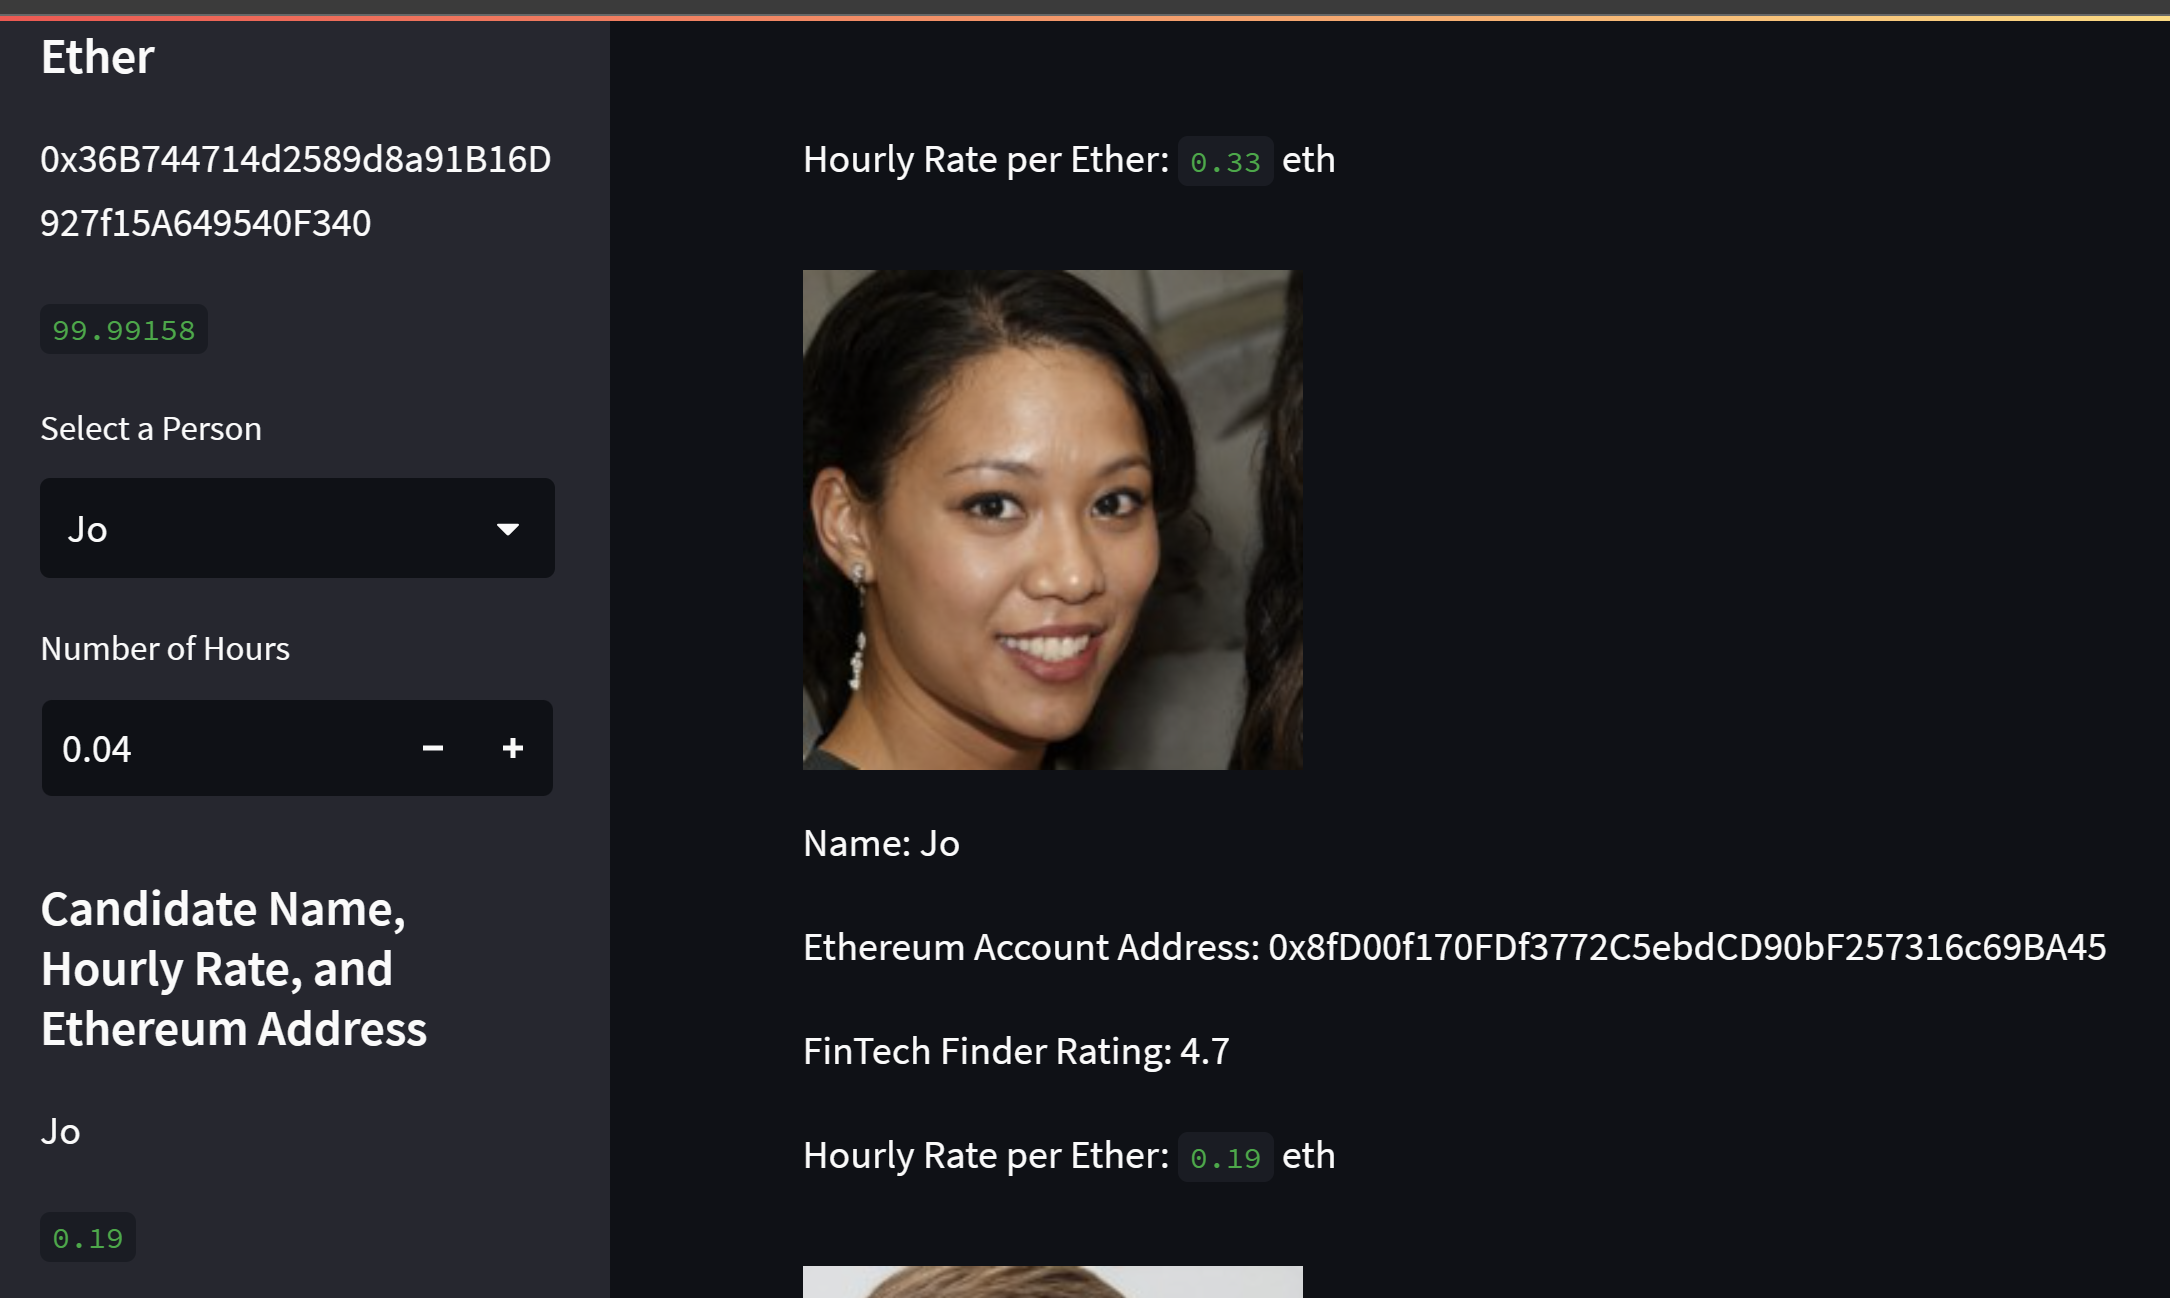 Ether
0x36B744714d2589d8a91B16D
927f15A649540F340
99.99158
Select a Person
Jo
Number of Hours
0.04
Candidate Name,
Hourly Rate, and
Ethereum Address
Jo
0.19
Hourly Rate per Ether: 0.33 eth
Name: Jo
Ethereum Account Address: 0x8fD00f170FDf3772C5ebdCD90bF257316c69BA45
FinTech Finder Rating: 4.7
Hourly Rate per Ether: 0.19 eth